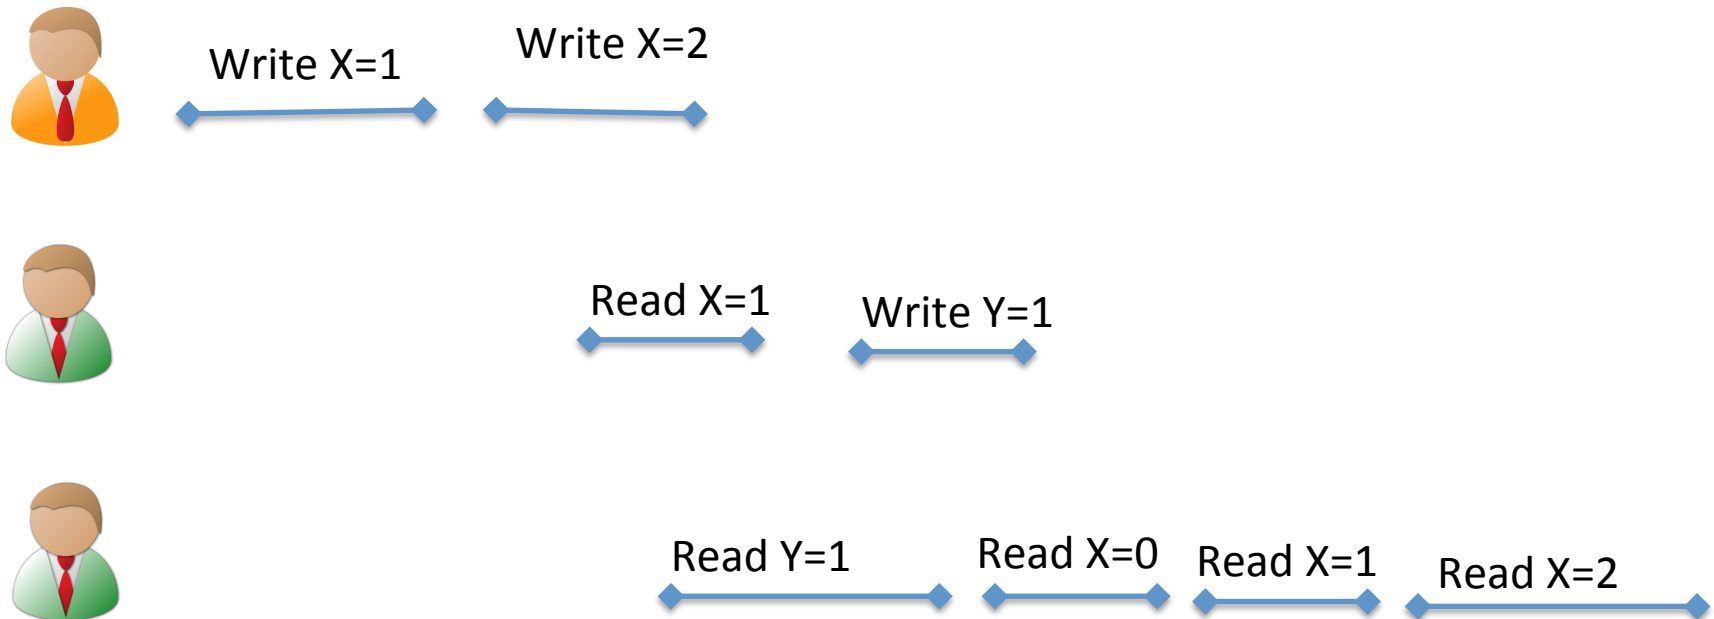 Write X=1
Write X=2
Read X=1
Write Y=1
Read Y=1
Read X=0
Read X=1
Read X=2